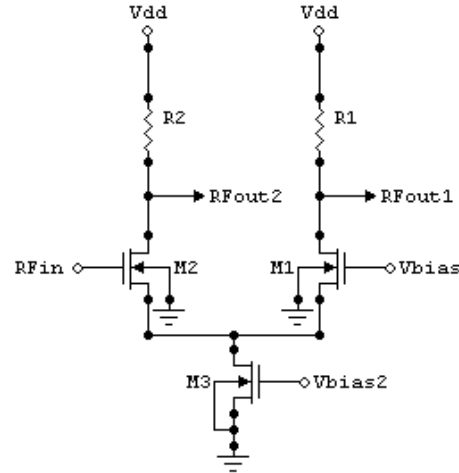 Vdd Vdd
R2 R1
RFout2 RFout1
RFin M2 M1 Vbias
M3 Vbias2